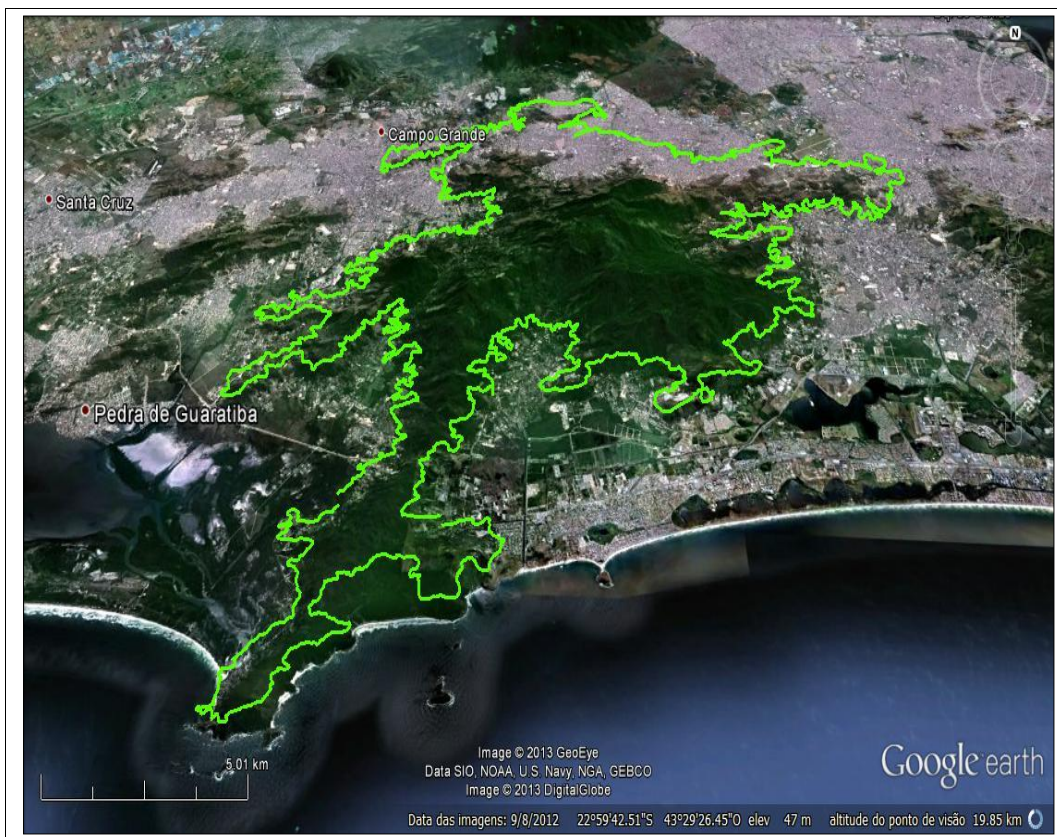 N
Campo Grande
Santa Cruz
Pedra de Guaratiba
5.01 km
Image © 2013 GeoEye
Data SIO, NOAA, U.S. Navy, NGA, GEBCO
Image © 2013 DigitalGlobe
Google earth
Data das imagens: 9/8/2012 22°59'42.51"S 43°29'26.45"O elev 47 m altitude do ponto de visão 19.85 km